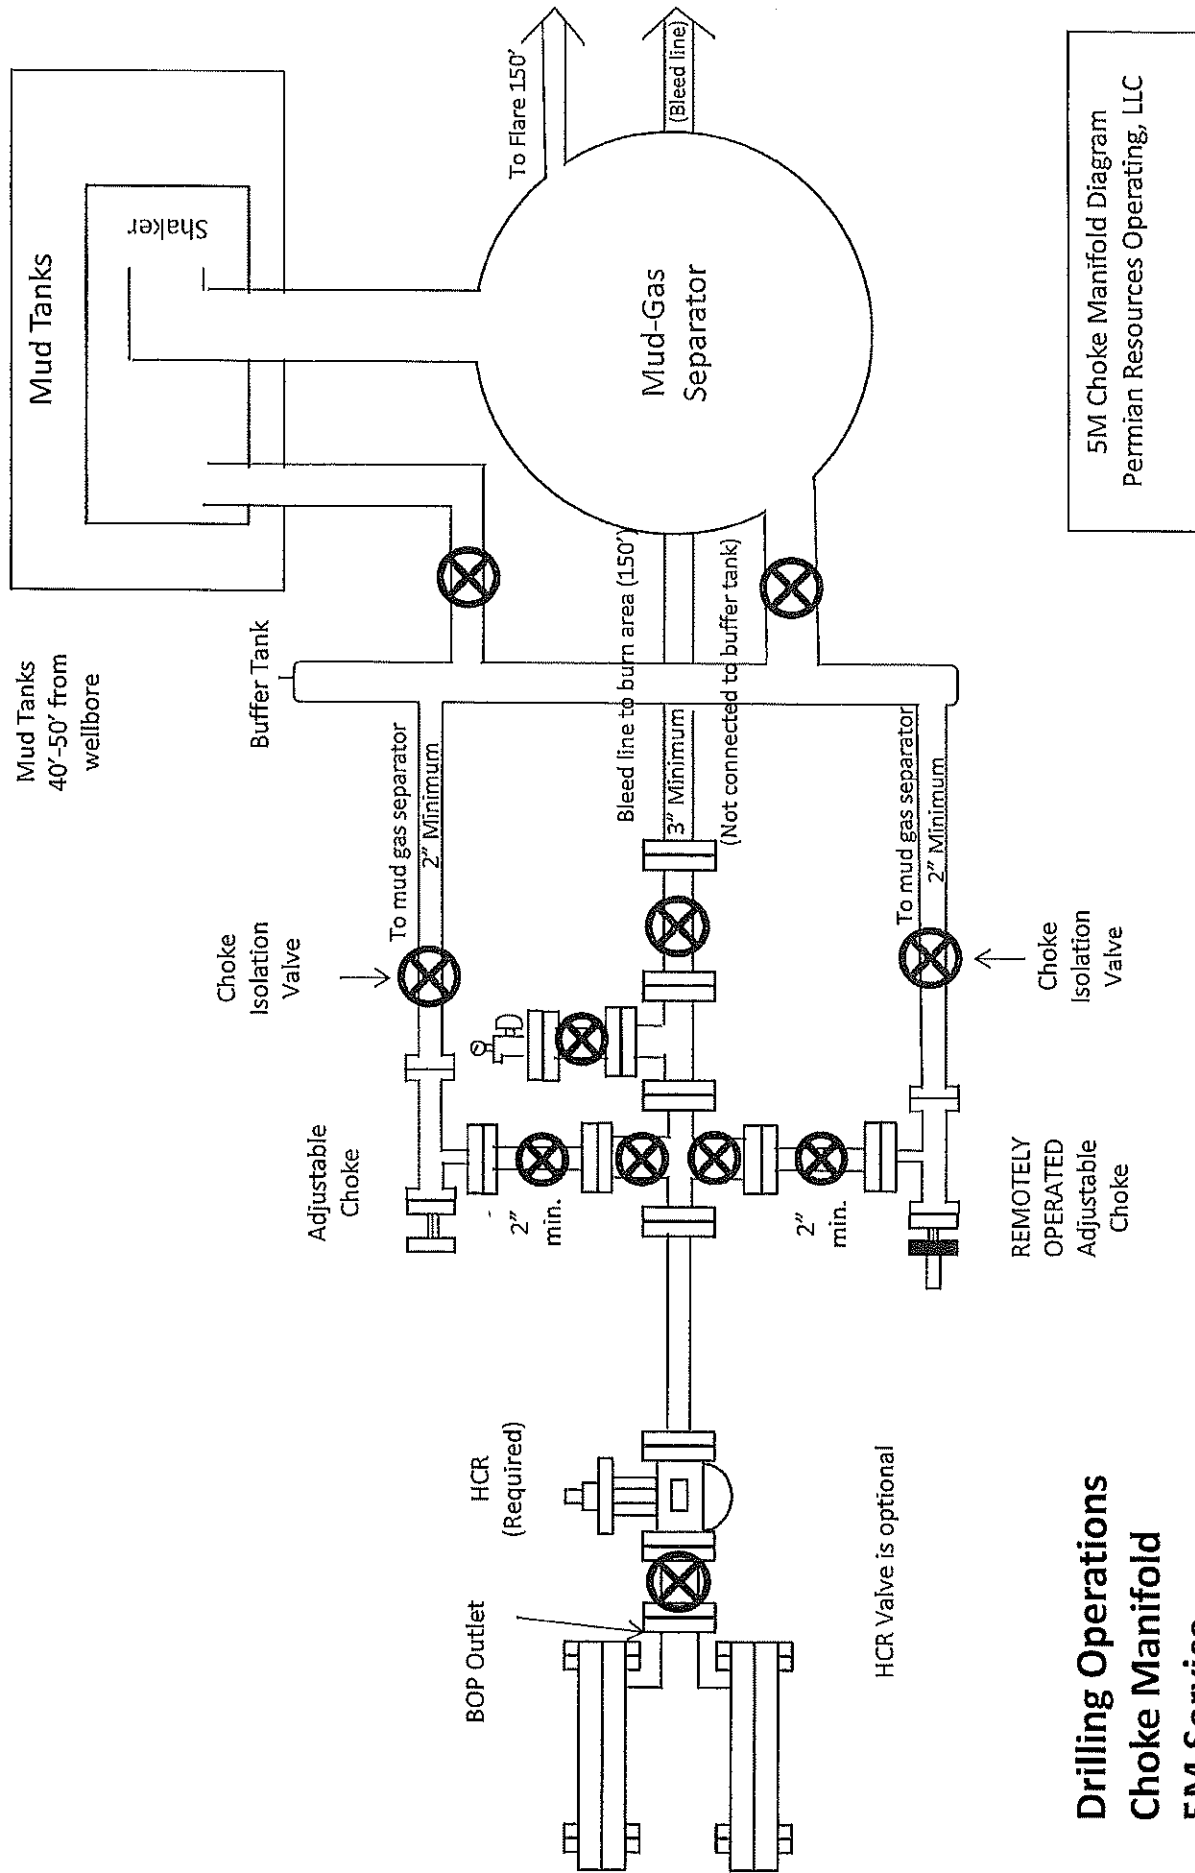 Mud Tanks
40'-50' from
wellbore
Mud Tanks
Shaker
Buffer Tank
To Flare 150'
(Bleed line)
Mud-Gas
Separator
Choke
Isolation
Valve
To mud gas separator
2" Minimum
Bleed line to burn area (150')
3" Minimum
(Not connected to buffer tank)
To mud gas separator
2" Minimum
Choke
Isolation
Valve
Adjustable
Choke
2"
min.
2"
min.
REMOTELY
OPERATED
Adjustable
Choke
HCR
(Required)
BOP Outlet
HCR Valve is optional
Drilling Operations
Choke Manifold
5M Service
5M Choke Manifold Diagram
Permian Resources Operating, LLC